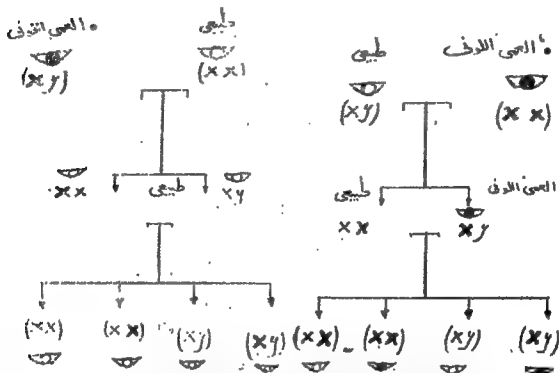 العمى اللوني طبيعي
(xy) (xx)
طبيعي العمى اللوني
(xy) (xx)
xx طبيعي xy
طبيعي العمى اللوني
xx xy
(xx) (xx) (xy) (xy)
(xx) (xx) (xy) (xy)